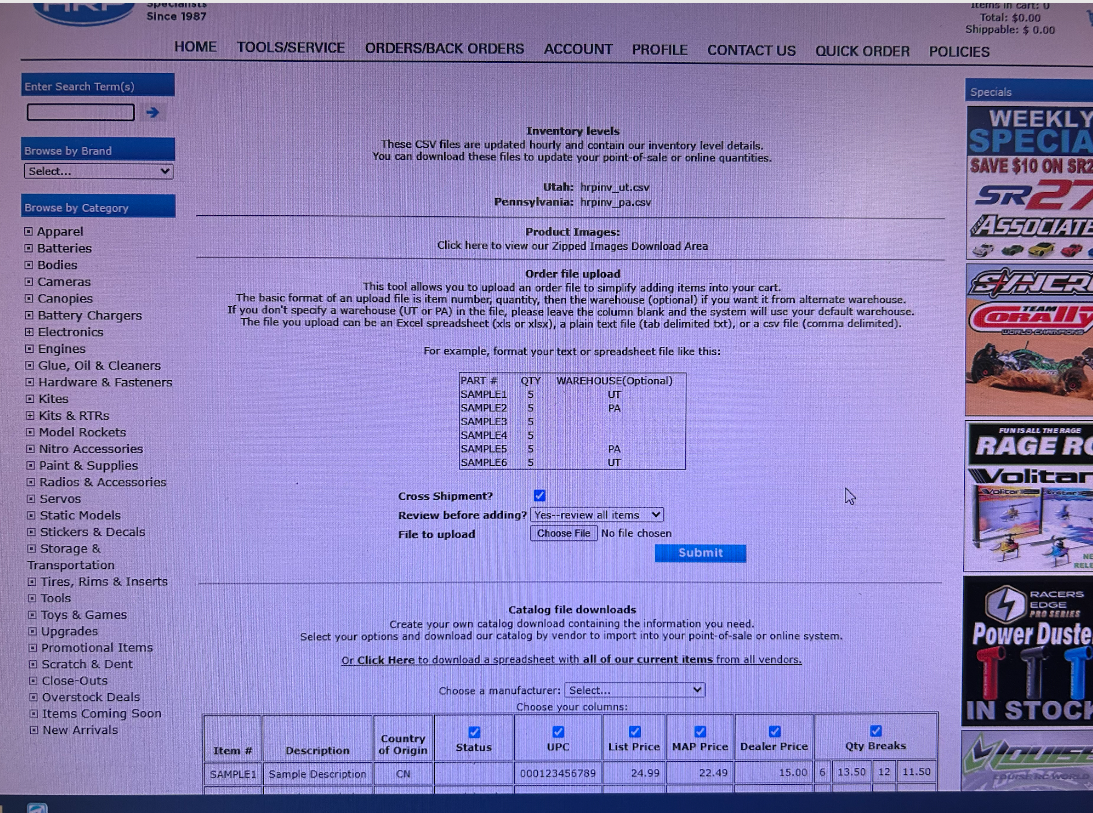 HRP
Specialists
Since 1987
Items in cart: 0
Total: $0.00
Shippable: $ 0.00
HOME TOOLS/SERVICE ORDERS/BACK ORDERS ACCOUNT PROFILE CONTACT US QUICK ORDER POLICIES
Enter Search Term(s)
Browse by Brand
Select...
Browse by Category
Apparel
Batteries
Bodies
Cameras
Canopies
Battery Chargers
Electronics
Engines
Glue, Oil & Cleaners
Hardware & Fasteners
Kites
Kits & RTRs
Model Rockets
Nitro Accessories
Paint & Supplies
Radios & Accessories
Servos
Static Models
Stickers & Decals
Storage &
Transportation
Tires, Rims & Inserts
Tools
Toys & Games
Upgrades
Promotional Items
Scratch & Dent
Close-Outs
Overstock Deals
Items Coming Soon
New Arrivals
Inventory levels
These CSV files are updated hourly and contain our inventory level details.
You can download these files to update your point-of-sale or online quantities.
Utah: hrpinv_ut.csv
Pennsylvania: hrpinv_pa.csv
Product Images:
Click here to view our Zipped Images Download Area
Order file upload
This tool allows you to upload an order file to simplify adding items into your cart.
The basic format of an upload file is item number, quantity, then the warehouse (optional) if you want it from alternate warehouse.
If you don't specify a warehouse (UT or PA) in the file, please leave the column blank and the system will use your default warehouse.
The file you upload can be an Excel spreadsheet (xls or xlsx), a plain text file (tab delimited txt), or a csv file (comma delimited).
For example, format your text or spreadsheet file like this:
PART # QTY WAREHOUSE(Optional)
SAMPLE1 5 UT
SAMPLE2 5 PA
SAMPLE3 5
SAMPLE4 5
SAMPLE5 5 PA
SAMPLE6 5 UT
Cross Shipment?
Review before adding? Yes--review all items
File to upload Choose File No file chosen
Submit
Catalog file downloads
Create your own catalog download containing the information you need.
Select your options and download our catalog by vendor to import into your point-of-sale or online system.
Or Click Here to download a spreadsheet with all of our current items from all vendors.
Choose a manufacturer: Select...
Choose your columns:
Item # Description Country of Origin Status UPC List Price MAP Price Dealer Price Qty Breaks
SAMPLE1 Sample Description CN 000123456789 24.99 22.49 15.00 6 13.50 12 11.50
Specials
WEEKLY
SPECIA
SAVE $10 ON SR2
SR27
ASSOCIATE
SYNCRO
TEAM
CORALLY
WORLD CHAMPIONS
FUN IS ALL THE RAGE
RAGE RC
Volitar
NE
RELE
RACERS
EDGE
PRO SERIES
Power Duste
IN STOCK
LOUISE
LOUISE RC WORLD